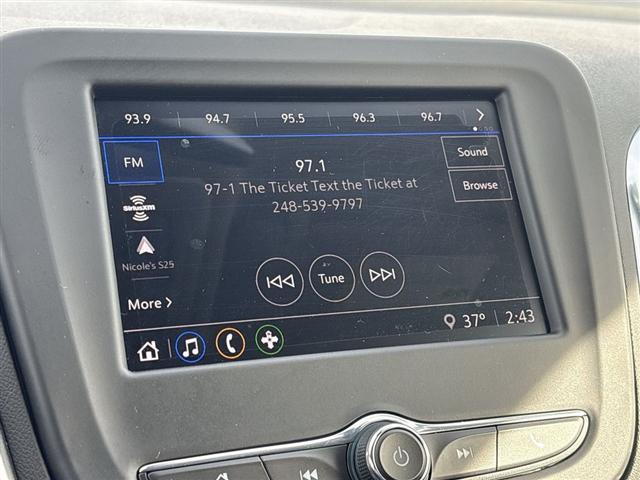 93.9 94.7 95.5 96.3 96.7
FM
97.1
Sound
97-1 The Ticket Text the Ticket at
248-539-9797
Browse
SiriusXM
Nicole's S25
Tune
More
37° 2:43